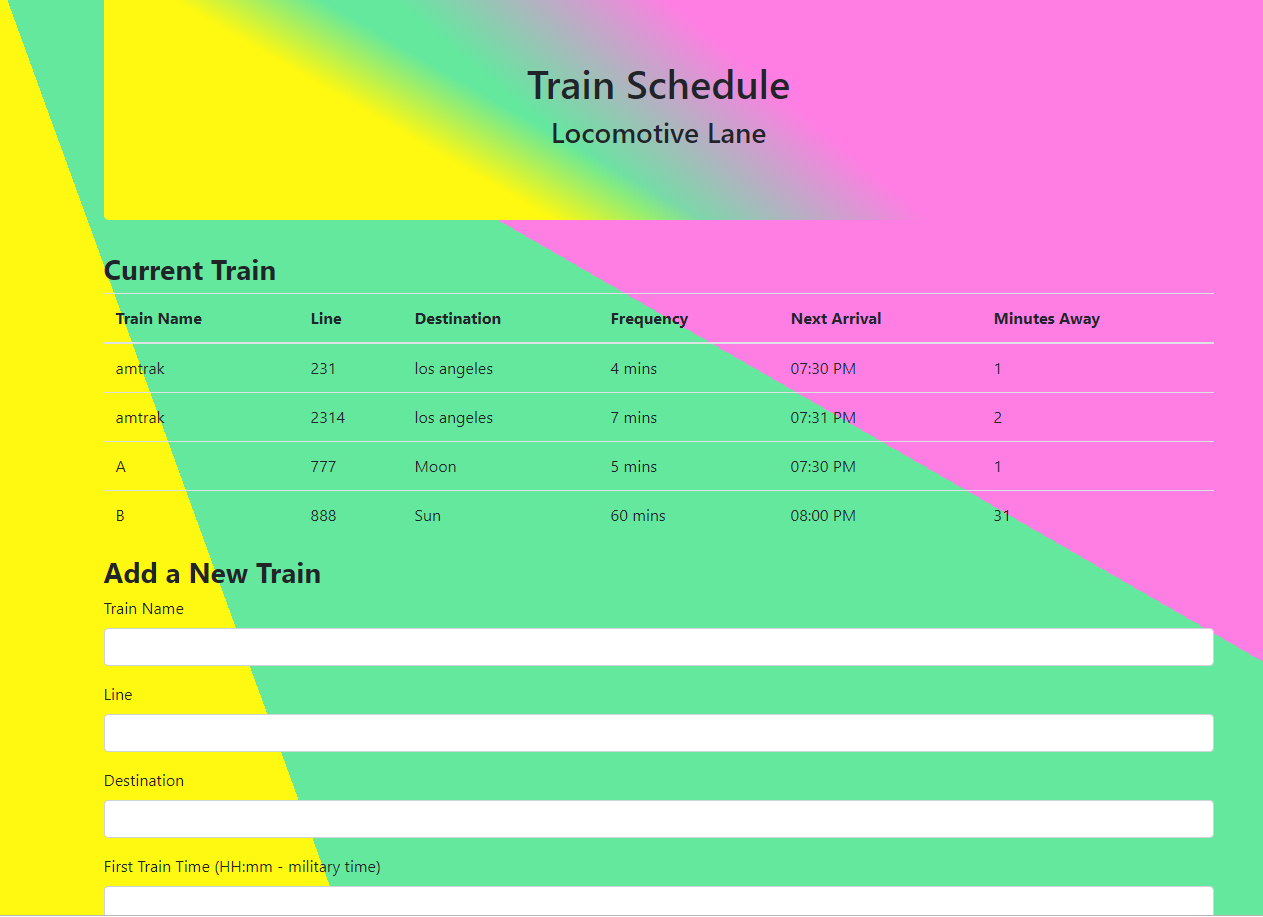 Train Schedule
Locomotive Lane
Current Train
Train Name Line Destination Frequency Next Arrival Minutes Away
amtrak 231 los angeles 4 mins 07:30 PM 1
amtrak 2314 los angeles 7 mins 07:31 PM 2
A 777 Moon 5 mins 07:30 PM 1
B 888 Sun 60 mins 08:00 PM 31
Add a New Train
Train Name
Line
Destination
First Train Time (HH:mm - military time)